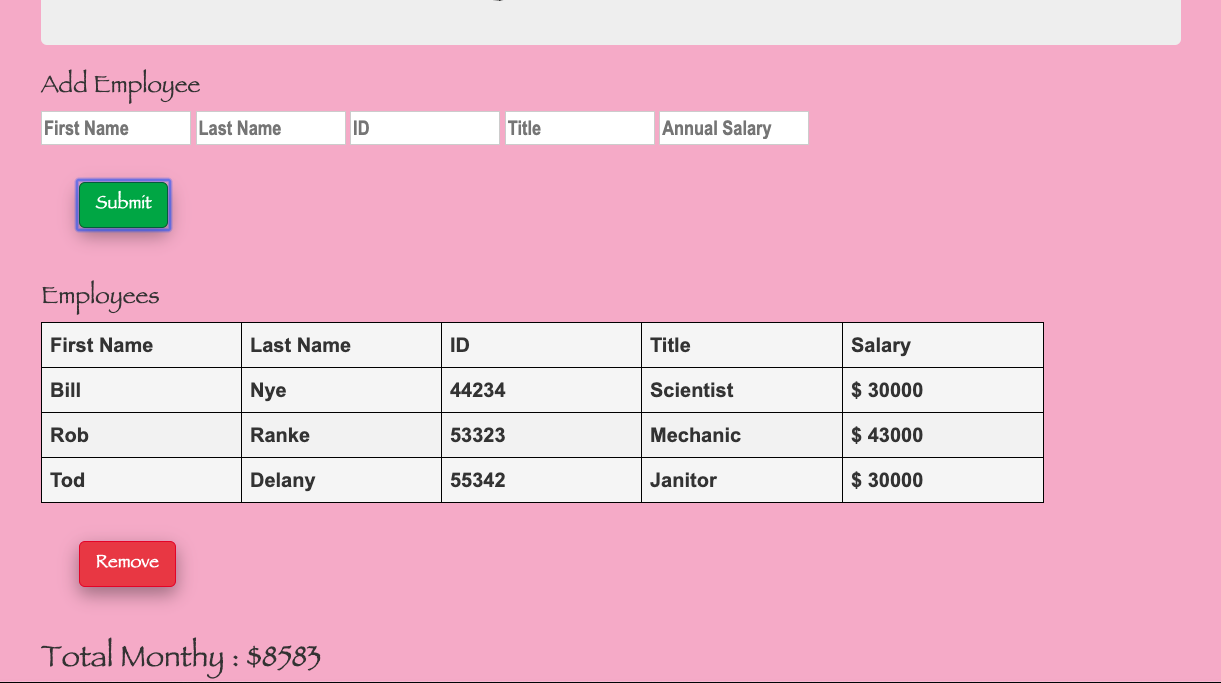 Add Employee
First Name Last Name ID Title Annual Salary
Submit
Employees
First Name Last Name ID Title Salary
Bill Nye 44234 Scientist $ 30000
Rob Ranke 53323 Mechanic $ 43000
Tod Delany 55342 Janitor $ 30000
Remove
Total Monthy : $8583